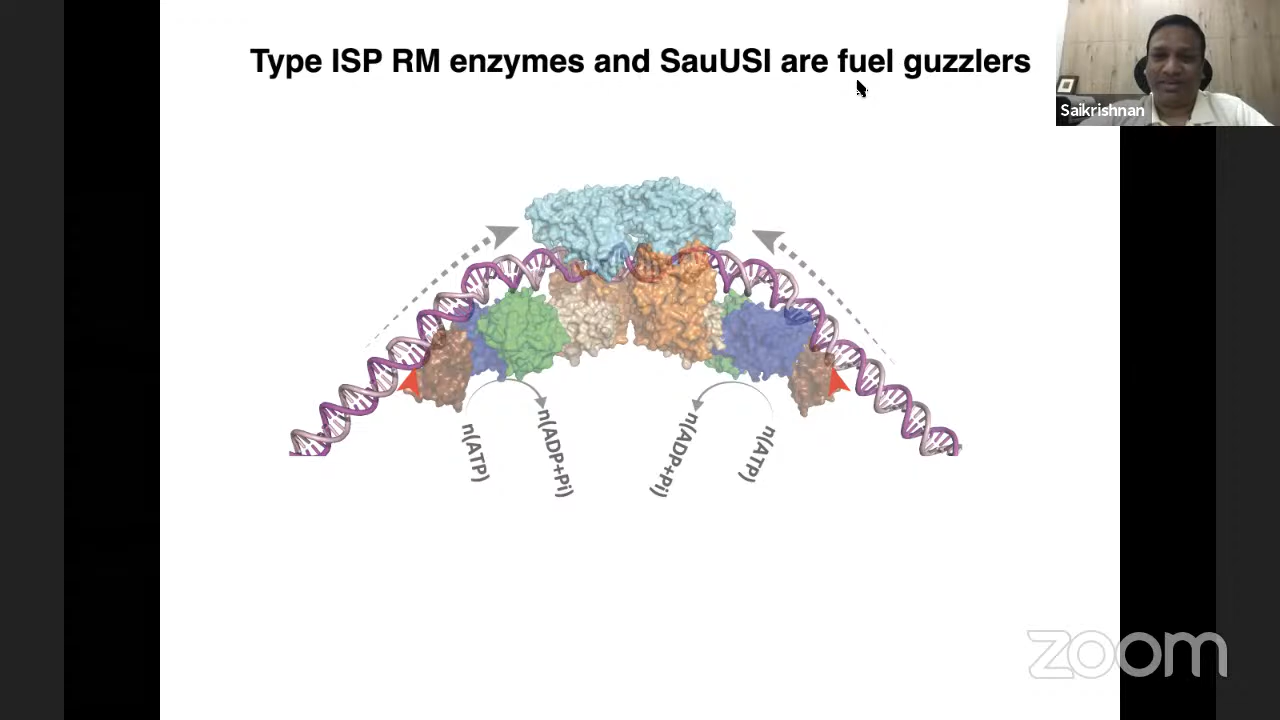 Type ISP RM enzymes and SauUSI are fuel guzzlers
Saikrishnan
n(ATP)
n(ADP+Pi)
n(ADP+Pi)
n(ATP)
zoom